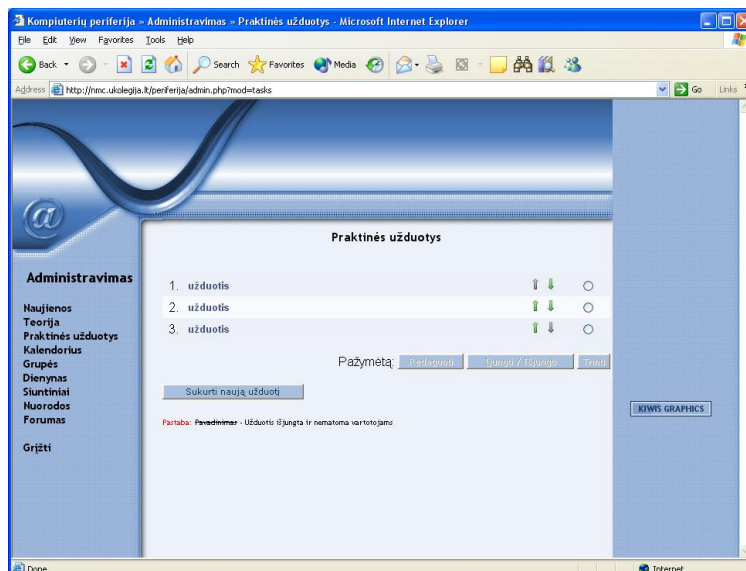 Kompiuterių periferija » Administravimas » Praktinės užduotys - Microsoft Internet Explorer
File Edit View Favorites Tools Help
Back Search Favorites Media
Address http://nmc.ukolegija.lt/periferija/admin.php?mod=tasks Go Links
@
Praktinės užduotys
Administravimas
1. užduotis
2. užduotis
3. užduotis
Naujienos
Teorija
Praktinės užduotys
Kalendorius
Grupės
Dienynas
Siuntiniai
Nuorodos
Forumas
Grįžti
Pažymėtą: Redaguoti Įjungti / Išjungti Trinti
Sukurti naują užduotį
Pastaba: Pavadinimas - Užduotis išjungta ir nematoma vartotojams
KIWIS GRAPHICS
Done Internet